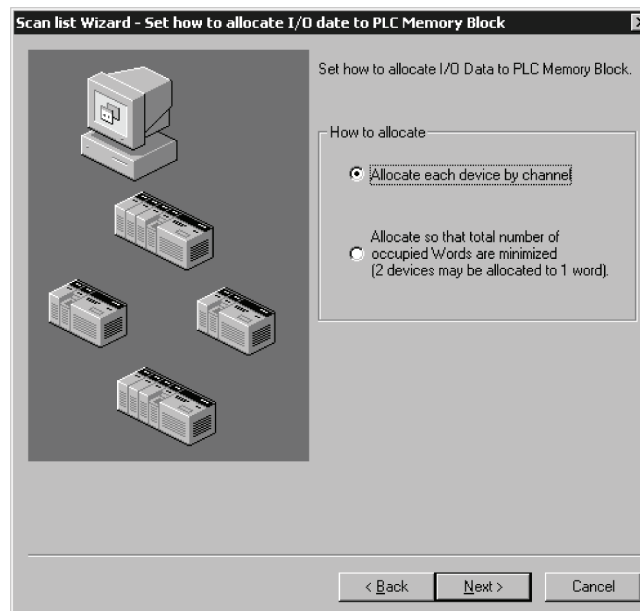 Scan list Wizard - Set how to allocate I/O date to PLC Memory Block
Set how to allocate I/O Data to PLC Memory Block.
How to allocate
Allocate each device by channel
Allocate so that total number of
occupied Words are minimized
(2 devices may be allocated to 1 word).
< Back
Next >
Cancel